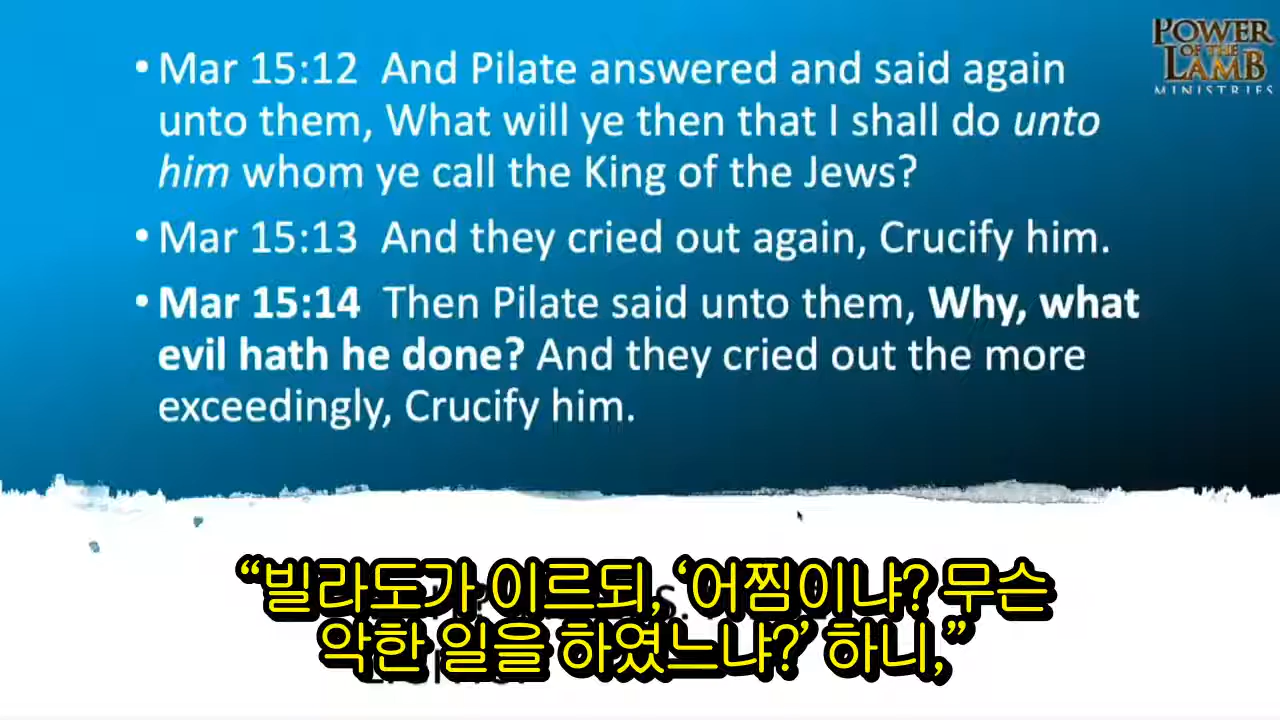 POWER
OF THE
LAMB
MINISTRIES
• Mar 15:12 And Pilate answered and said again
unto them, What will ye then that I shall do unto
him whom ye call the King of the Jews?
• Mar 15:13 And they cried out again, Crucify him.
• Mar 15:14 Then Pilate said unto them, Why, what
evil hath he done? And they cried out the more
exceedingly, Crucify him.
“빌라도가 이르되, ‘어찜이냐? 무슨
악한 일을 하였느냐?’ 하니,”